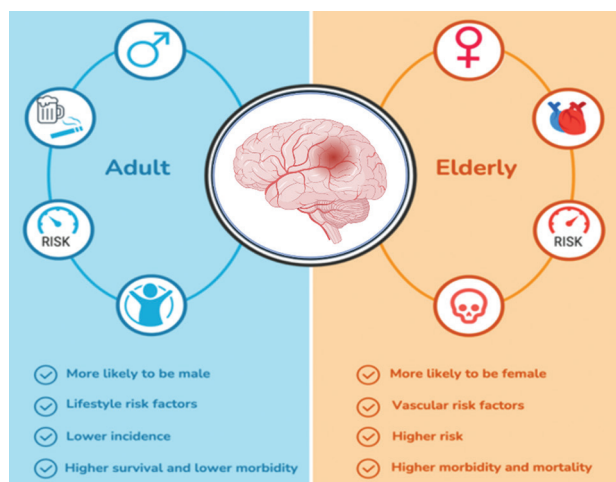 Adult
RISK
More likely to be male
Lifestyle risk factors
Lower incidence
Higher survival and lower morbidity
Elderly
RISK
More likely to be female
Vascular risk factors
Higher risk
Higher morbidity and mortality